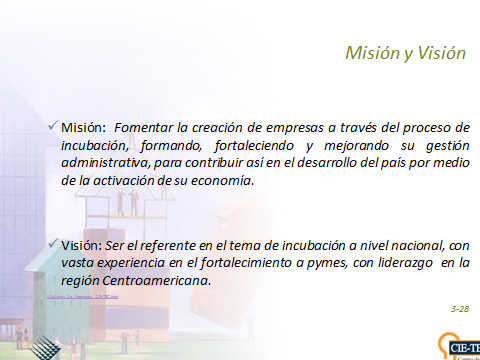 Misión y Visión
✓ Misión: Fomentar la creación de empresas a través del proceso de
incubación, formando, fortaleciendo y mejorando su gestión
administrativa, para contribuir así en el desarrollo del país por medio
de la activación de su economía.
✓ Visión: Ser el referente en el tema de incubación a nivel nacional, con
vasta experiencia en el fortalecimiento a pymes, con liderazgo en la
región Centroamericana.
3-28
CIE-TE